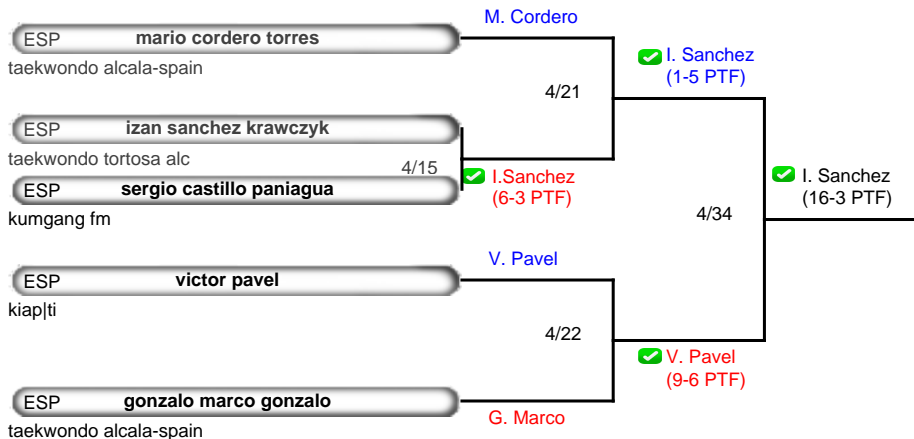 M. Cordero
ESP mario cordero torres
taekwondo alcala-spain
I. Sanchez
(1-5 PTF)
4/21
ESP izan sanchez krawczyk
taekwondo tortosa alc
4/15
I.Sanchez
(6-3 PTF)
ESP sergio castillo paniagua
kumgang fm
I. Sanchez
(16-3 PTF)
4/34
V. Pavel
ESP victor pavel
kiap|ti
4/22
V. Pavel
(9-6 PTF)
ESP gonzalo marco gonzalo
G. Marco
taekwondo alcala-spain